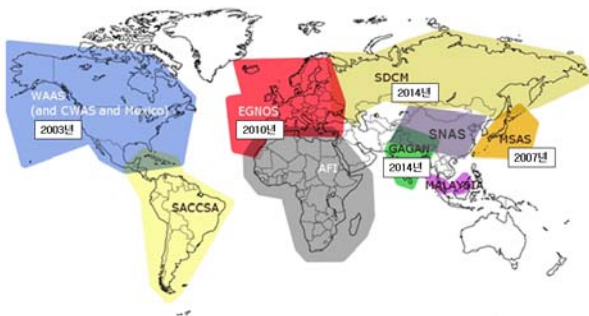 WAAS
(and CWAS and Mexico)
2003년
EGNOS
2010년
SDCM
2014년
SNAS
MSAS
2007년
GAGAN
2014년
MALAYSIA
AFI
SACCSA